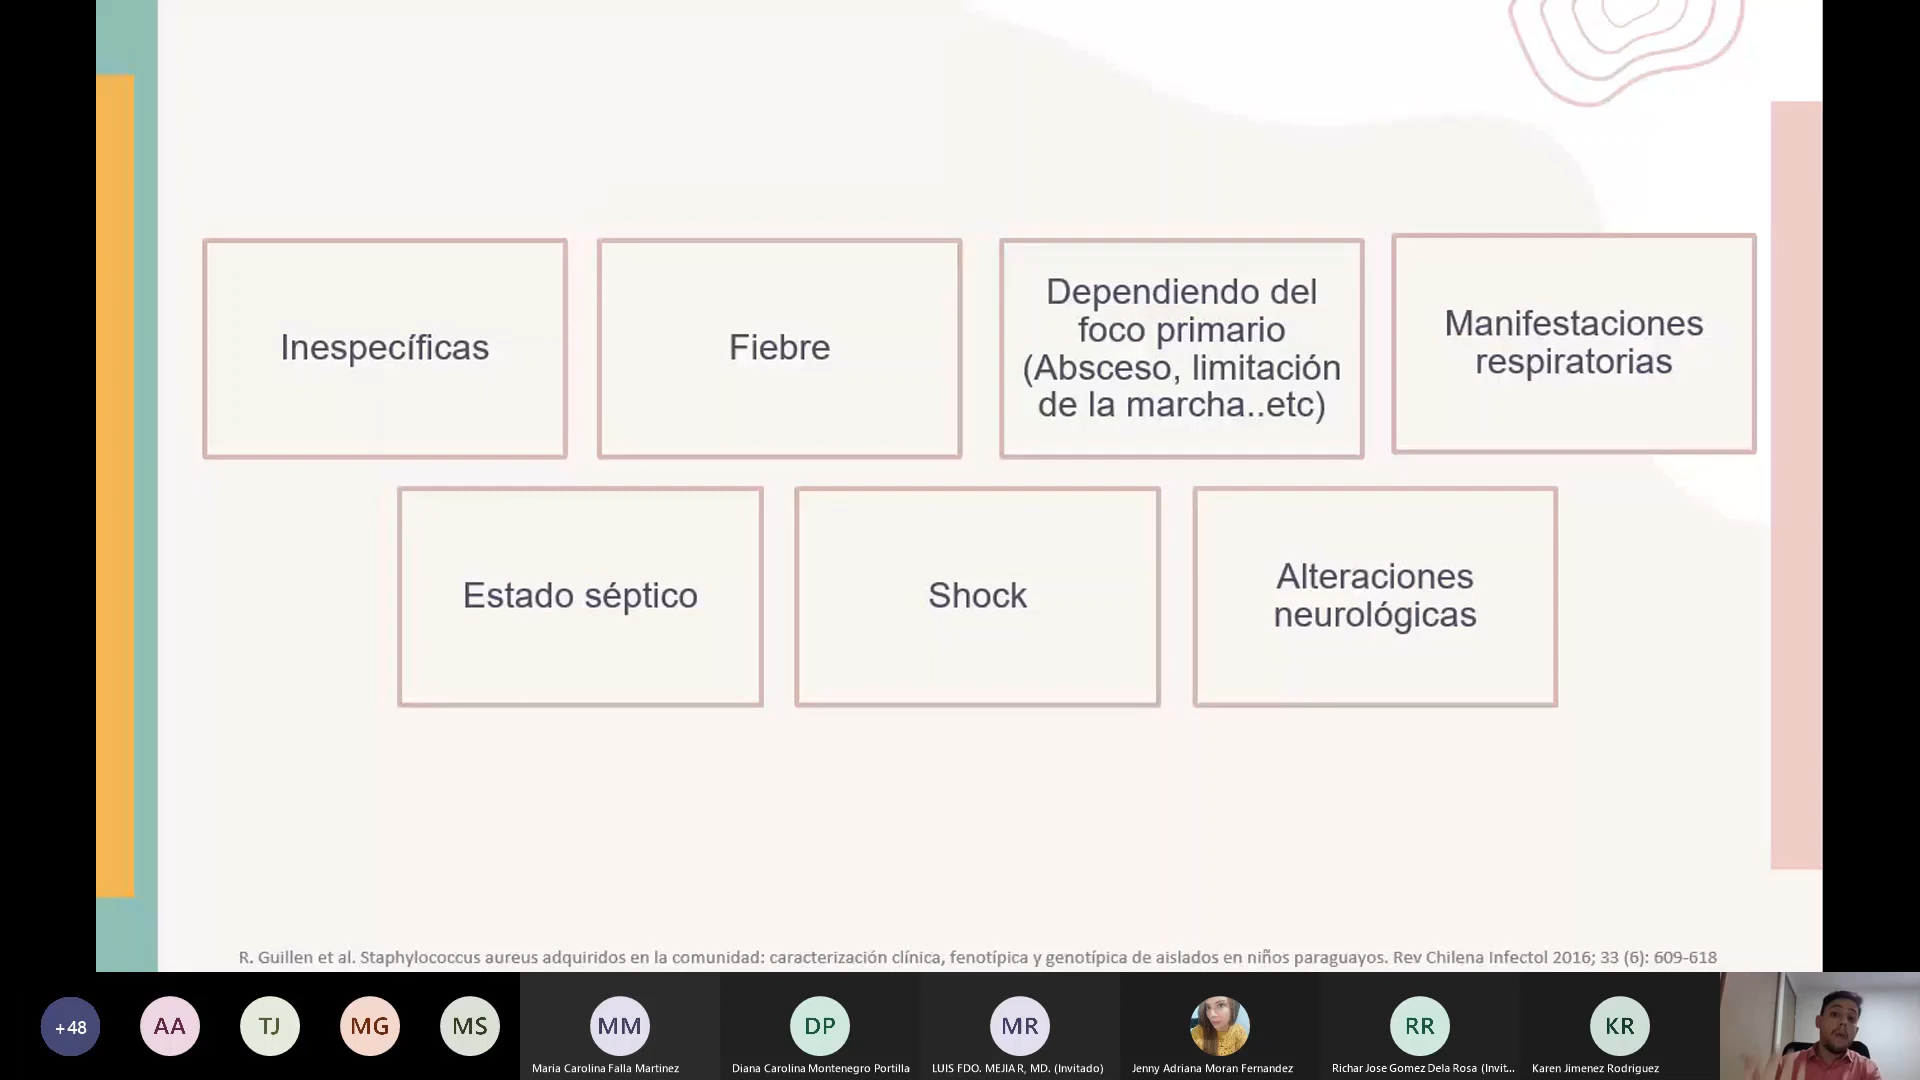 Inespecíficas
Fiebre
Dependiendo del
foco primario
(Absceso, limitación
de la marcha..etc)
Manifestaciones
respiratorias
Estado séptico
Shock
Alteraciones
neurológicas
R. Guillen et al. Staphylococcus aureus adquiridos en la comunidad: caracterización clínica, fenotípica y genotípica de aislados en niños paraguayos. Rev Chilena Infectol 2016; 33 (6): 609-618
+48
AA
TJ
MG
MS
MM
DP
MR
RR
KR
Maria Carolina Falla Martinez
Diana Carolina Montenegro Portilla
LUIS FDO. MEJIA R, MD. (Invitado)
Jenny Adriana Moran Fernandez
Richar Jose Gomez Dela Rosa (Invit...
Karen Jimenez Rodriguez